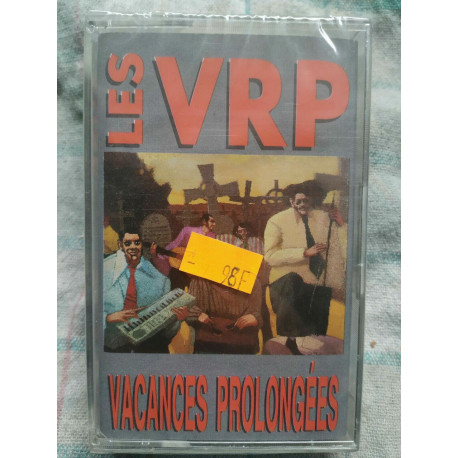 LES VRP
98F
VACANCES PROLONGÉES